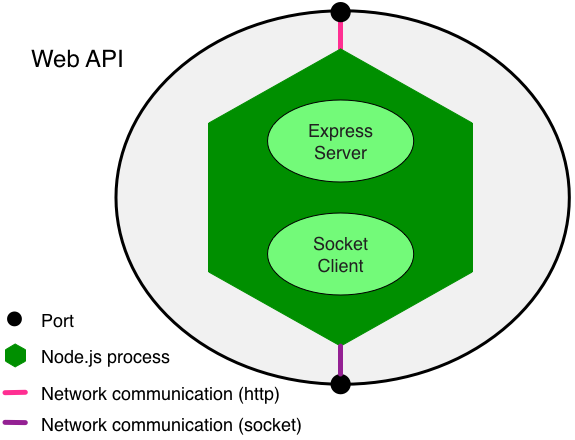 Web API
Express
Server
Socket
Client
Port
Node.js process
Network communication (http)
Network communication (socket)